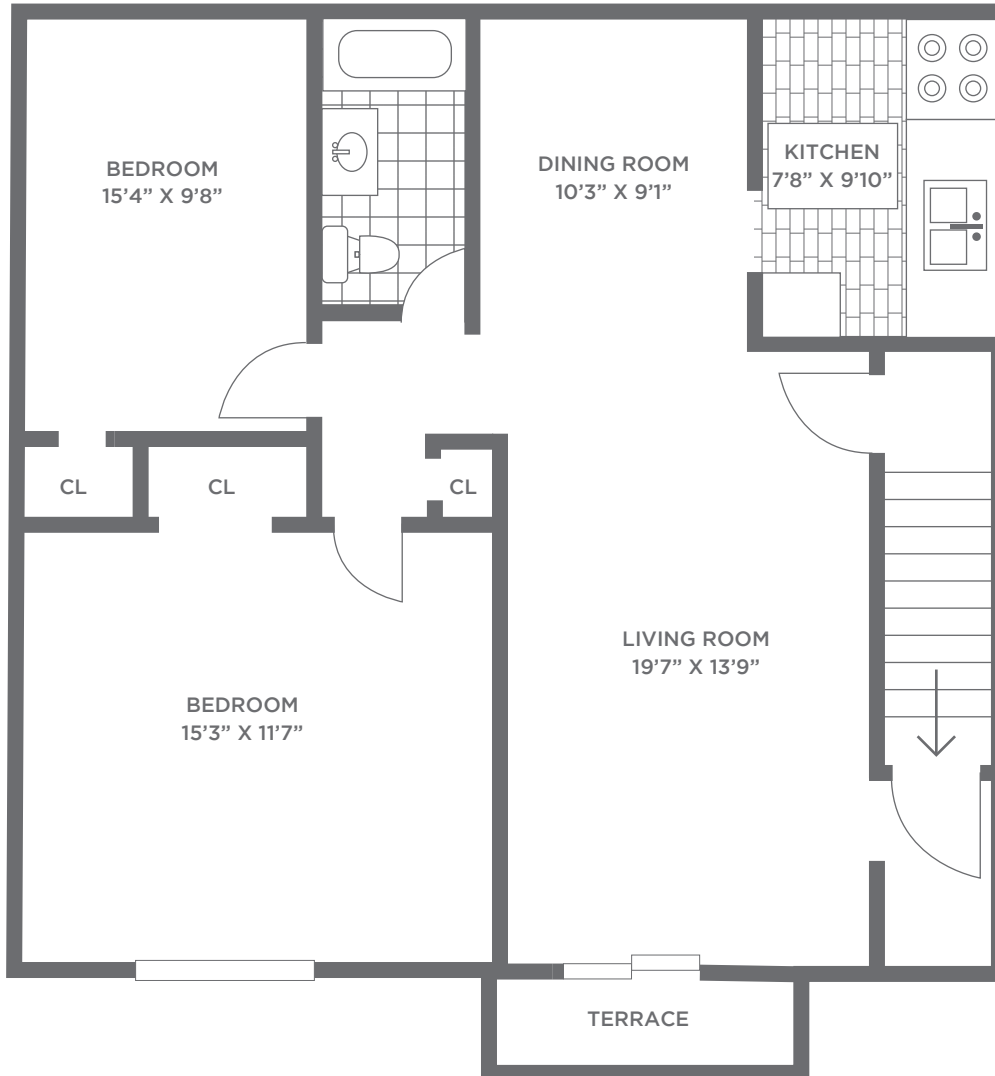 BEDROOM
15’4” X 9’8”
DINING ROOM
10’3” X 9’1”
KITCHEN
7’8” X 9’10”
CL
CL
CL
LIVING ROOM
19’7” X 13’9”
BEDROOM
15’3” X 11’7”
TERRACE